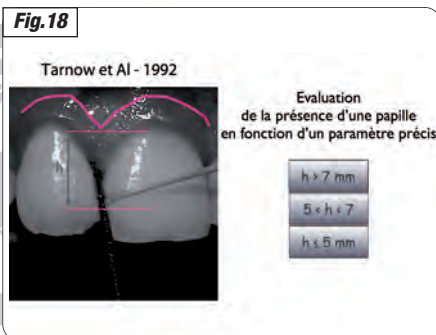 Fig.18
Tarnow et Al - 1992
Evaluation
de la présence d'une papille
en fonction d'un paramètre précis
h > 7 mm
5 < h < 7
h ≤ 5 mm